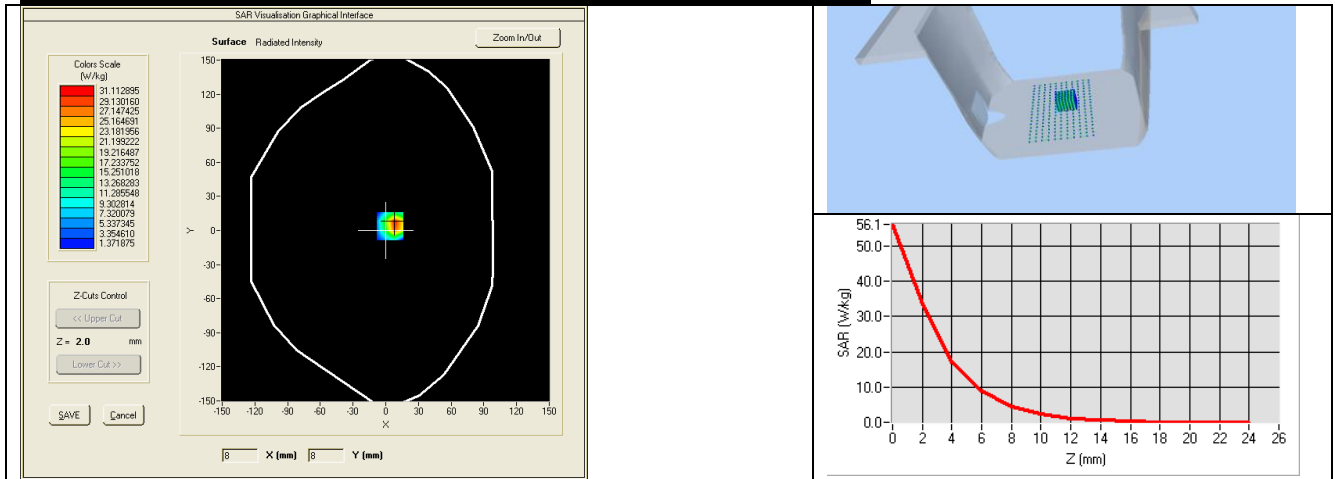 SAR Visualisation Graphical Interface
Surface Radiated Intensity
Zoom In/Out
Colors Scale
(W/kg)
31.112895
29.130160
27.147425
25.164691
23.181956
21.199222
19.216487
17.233752
15.251018
13.268283
11.285548
9.302814
7.320079
5.337345
3.354610
1.371875
Z-Cuts Control
<< Upper Cut
Z = 2.0 mm
Lower Cut >>
SAVE Cancel
150
120
90
60
30
0
-30
-60
-90
-120
-150
Y
-150 -120 -90 -60 -30 0 30 60 90 120 150
X
8 X (mm) 8 Y (mm)
56.1
50.0
40.0
30.0
20.0
10.0
0.0
SAR (W/kg)
0 2 4 6 8 10 12 14 16 18 20 22 24 26
Z (mm)